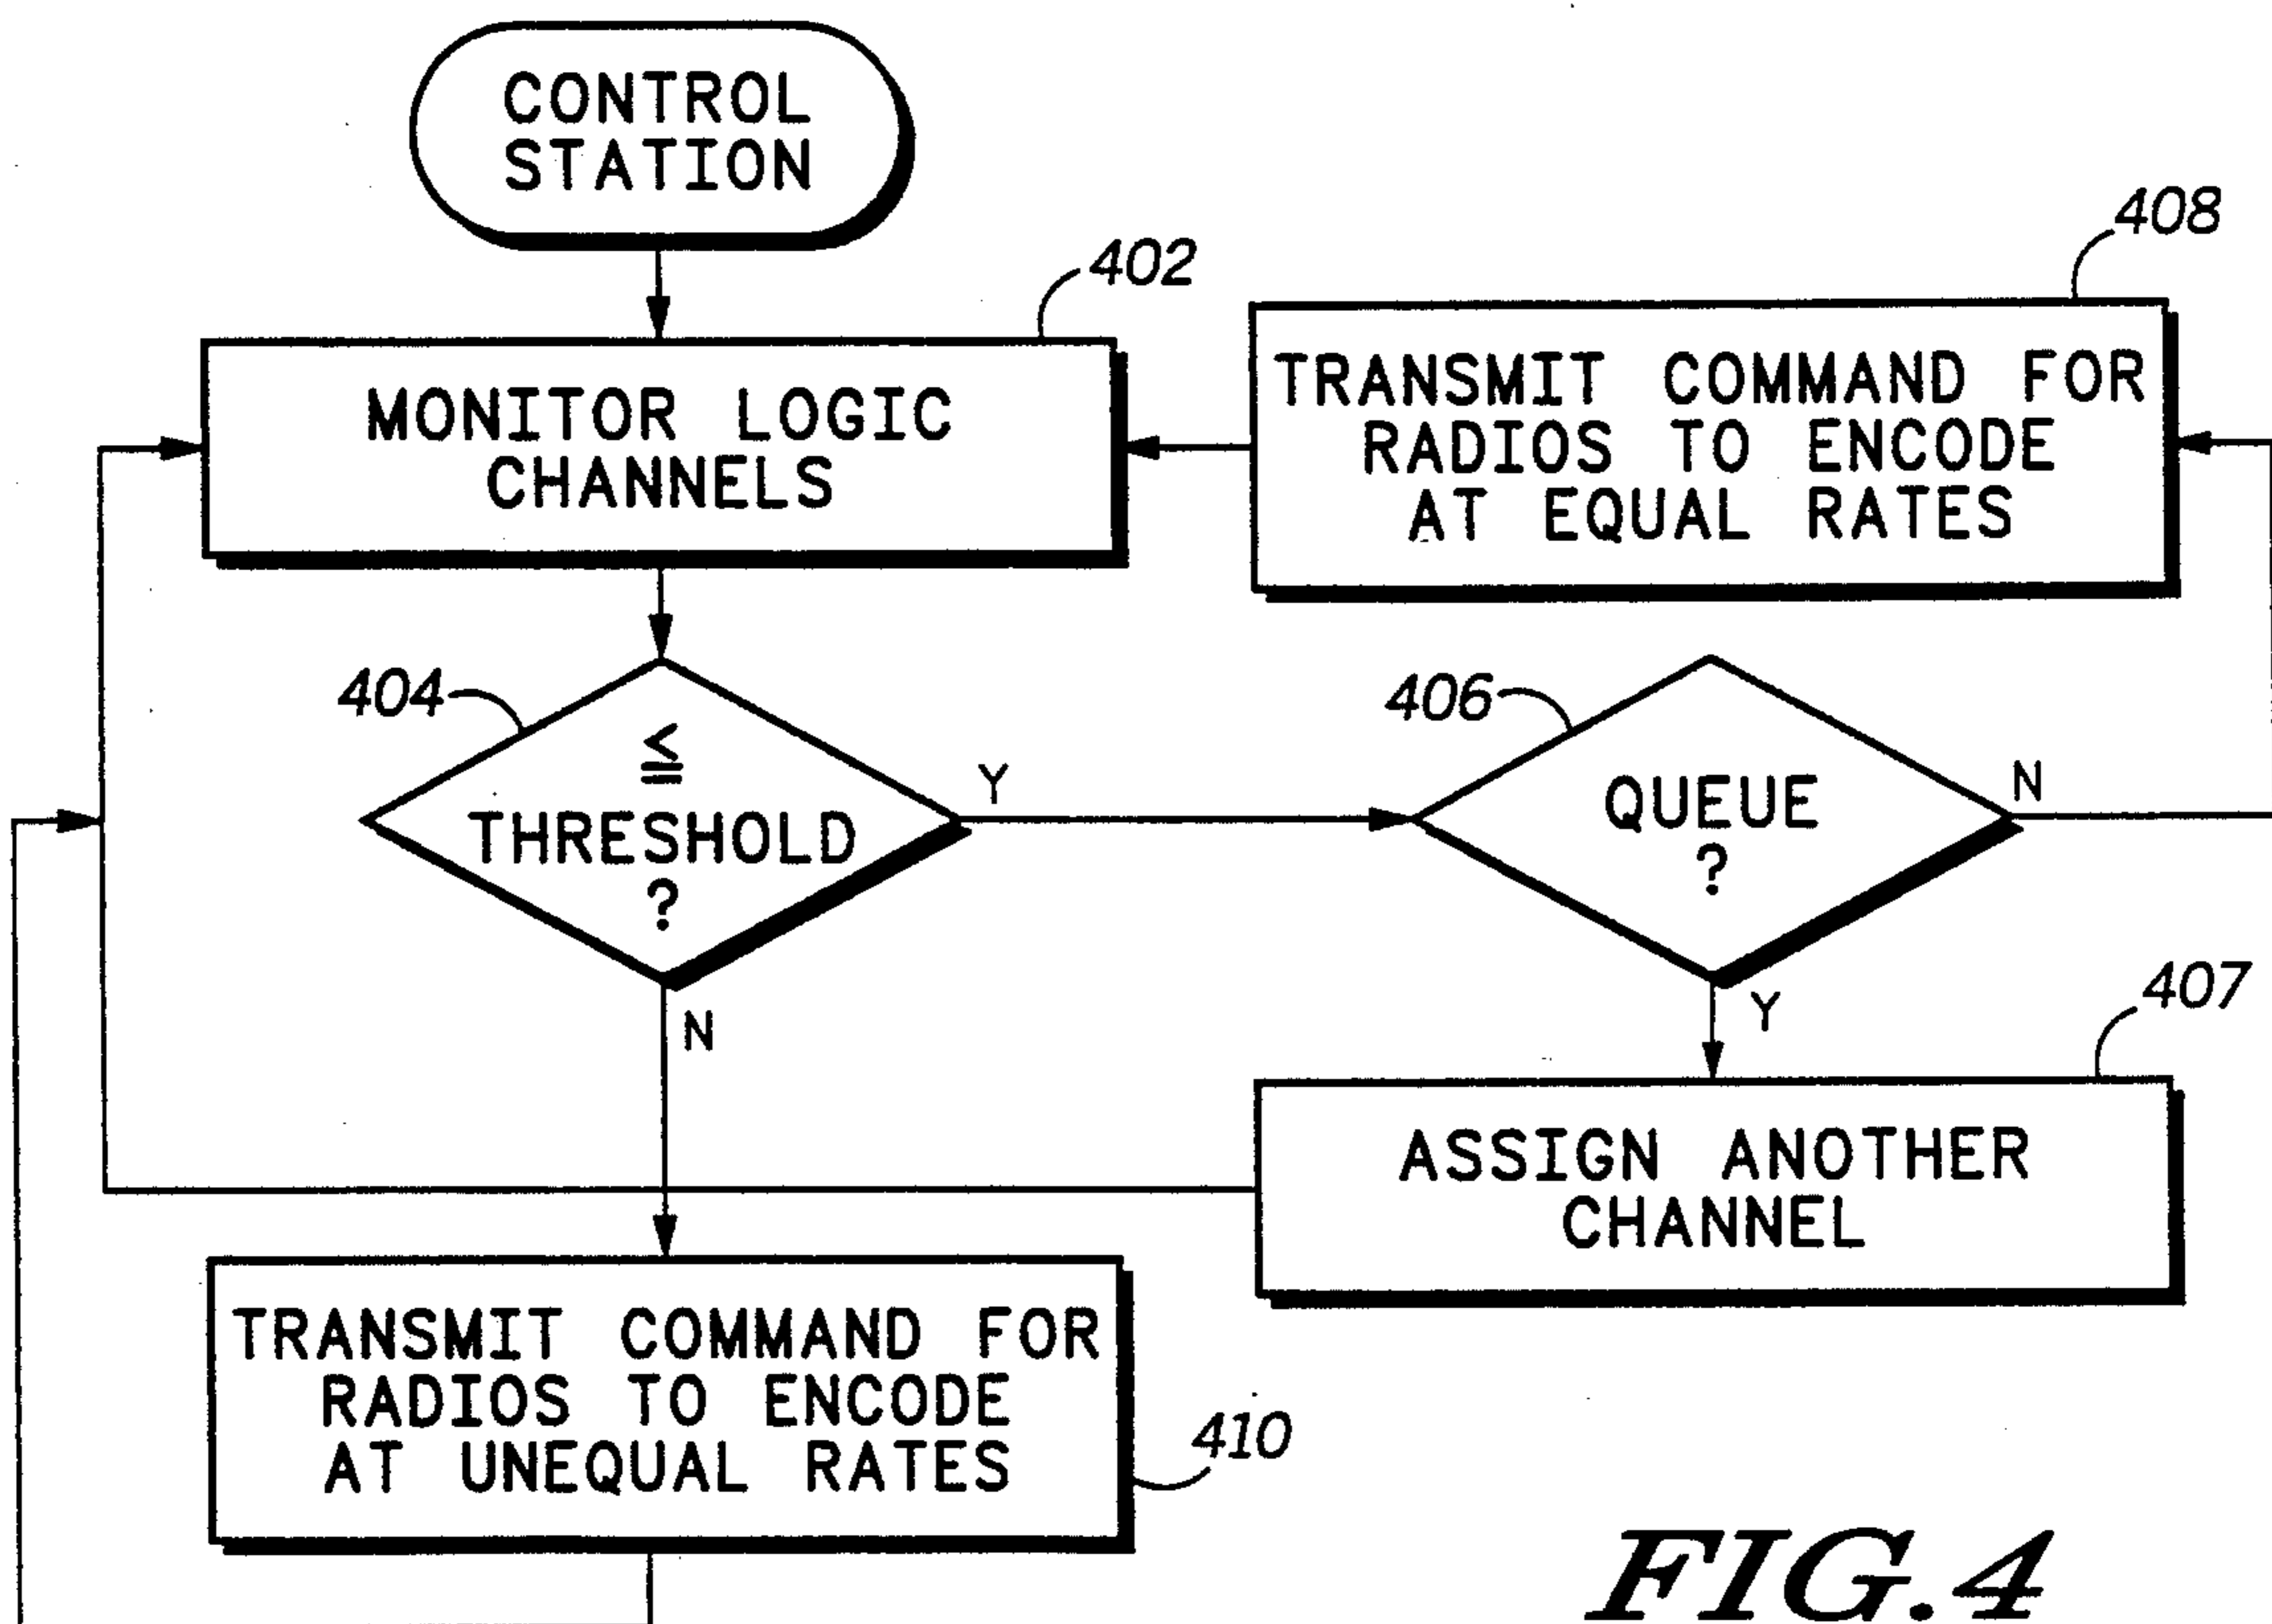 CONTROL
STATION
402
MONITOR LOGIC
CHANNELS
408
TRANSMIT COMMAND FOR
RADIOS TO ENCODE
AT EQUAL RATES
404
≦
THRESHOLD
?
Y
N
406
QUEUE
?
N
Y
407
ASSIGN ANOTHER
CHANNEL
TRANSMIT COMMAND FOR
RADIOS TO ENCODE
AT UNEQUAL RATES
410
FIG.4